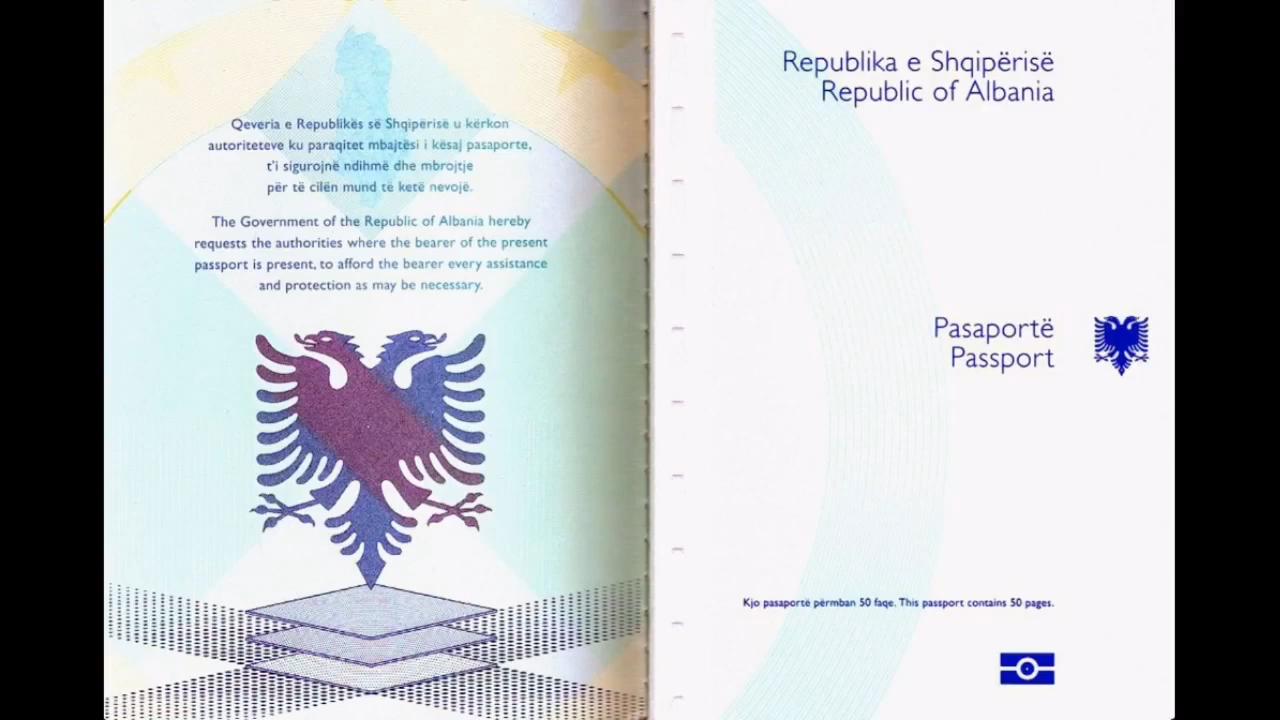 Qeveria e Republikës së Shqipërisë u kërkon
autoriteteve ku paraqitet mbajtësi i kësaj pasaporte,
t'i sigurojnë ndihmë dhe mbrojtje
për të cilën mund të ketë nevojë.
The Government of the Republic of Albania hereby
requests the authorities where the bearer of the present
passport is present, to afford the bearer every assistance
and protection as may be necessary.
Republika e Shqipërisë
Republic of Albania
Pasaportë
Passport
Kjo pasaportë përmban 50 faqe. This passport contains 50 pages.